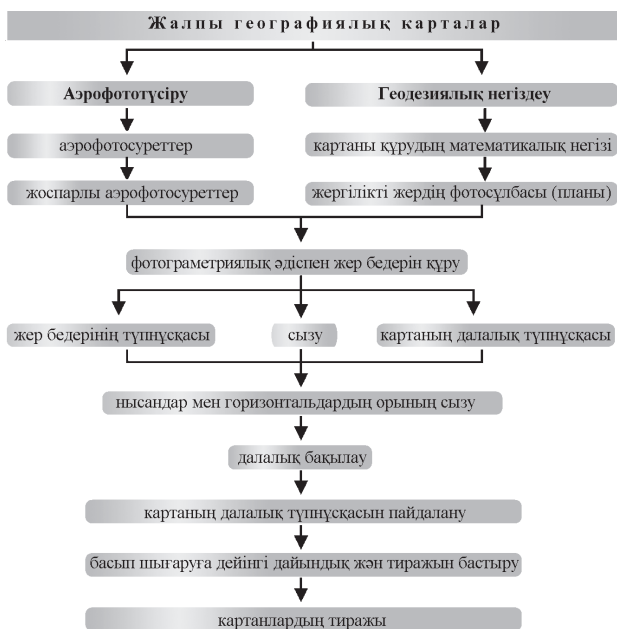 Жалпы географиялық карталар
Аэрофототүсіру
Геодезиялық негіздеу
аэрофотосуреттер
картаны құрудың математикалық негізі
жоспарлы аэрофотосуреттер
жергілікті жердің фотосұлбасы (планы)
фотограметриялық әдіспен жер бедерін құру
жер бедерінің түпнұсқасы
сызу
картаның далалық түпнұсқасы
нысандар мен горизонтальдардың орының сызу
далалық бақылау
картаның далалық түпнұсқасын пайдалану
басып шығаруға дейінгі дайындық жән тиражын бастыру
картанлардың тиражы